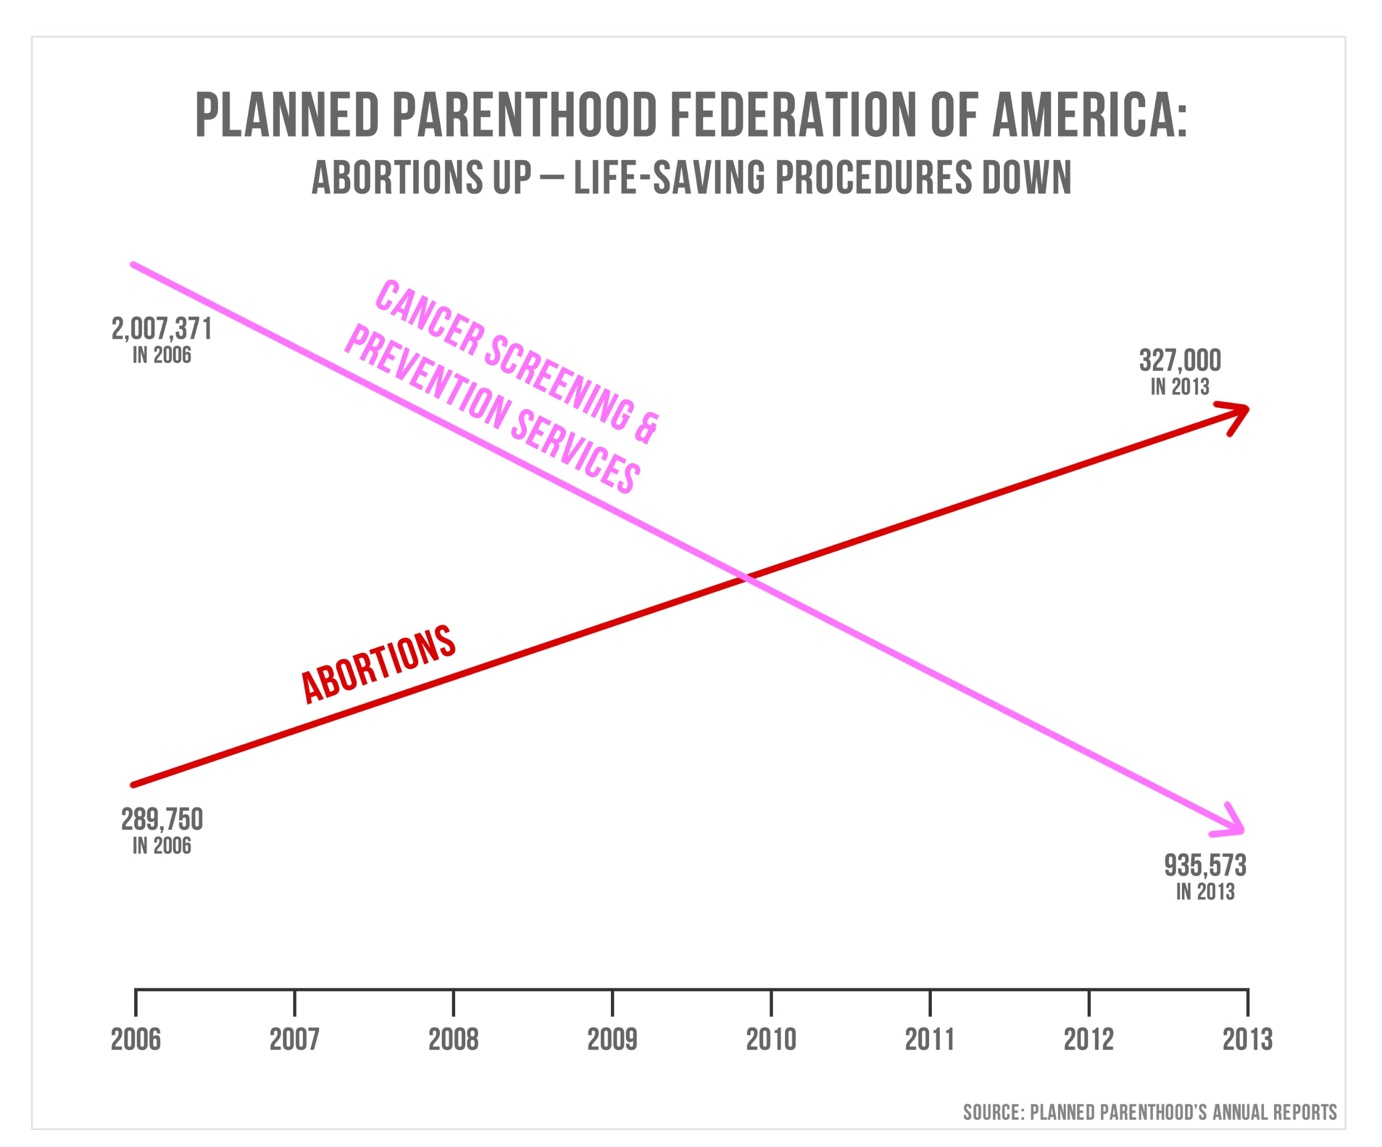 PLANNED PARENTHOOD FEDERATION OF AMERICA:
ABORTIONS UP – LIFE-SAVING PROCEDURES DOWN
2,007,371
IN 2006
CANCER SCREENING &
PREVENTION SERVICES
327,000
IN 2013
ABORTIONS
289,750
IN 2006
935,573
IN 2013
2006 2007 2008 2009 2010 2011 2012 2013
SOURCE: PLANNED PARENTHOOD'S ANNUAL REPORTS